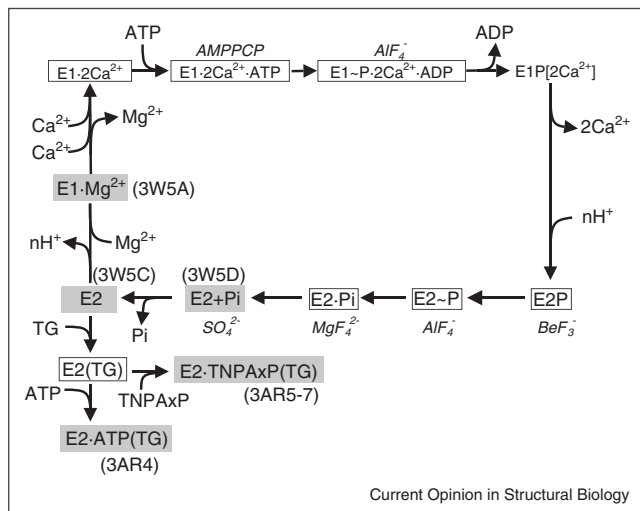 ATP AMPPCP AlF₄⁻ ADP
E1·2Ca²⁺ E1·2Ca²⁺·ATP E1~P·2Ca²⁺·ADP E1P[2Ca²⁺]
Ca²⁺ Mg²⁺
Ca²⁺
2Ca²⁺
E1·Mg²⁺ (3W5A)
nH⁺
nH⁺ Mg²⁺
(3W5C) (3W5D)
E2 E2+Pi E2·Pi E2~P E2P
TG Pi SO₄²⁻ MgF₄²⁻ AlF₄⁻ BeF₃⁻
E2(TG) E2·TNPAxP(TG)
ATP TNPAxP (3AR5-7)
E2·ATP(TG)
(3AR4)
Current Opinion in Structural Biology